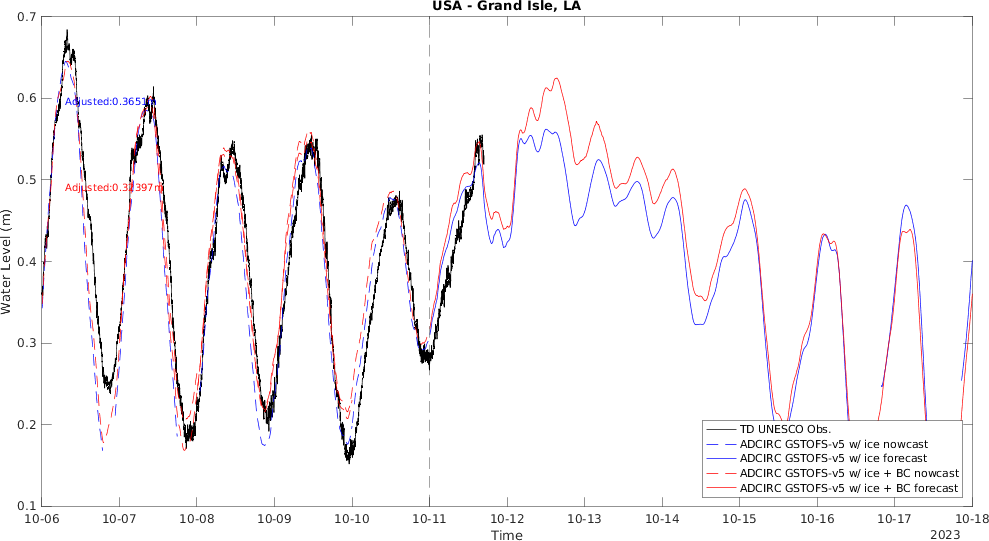 USA - Grand Isle, LA
0.7
0.6
0.5
0.4
0.3
0.2
0.1
Water Level (m)
Adjusted:0.3651
Adjusted:0.32397m
TD UNESCO Obs.
ADCIRC GSTOFS-v5 w/ ice nowcast
ADCIRC GSTOFS-v5 w/ ice forecast
ADCIRC GSTOFS-v5 w/ ice + BC nowcast
ADCIRC GSTOFS-v5 w/ ice + BC forecast
10-06 10-07 10-08 10-09 10-10 10-11 10-12 10-13 10-14 10-15 10-16 10-17 10-18
Time
2023